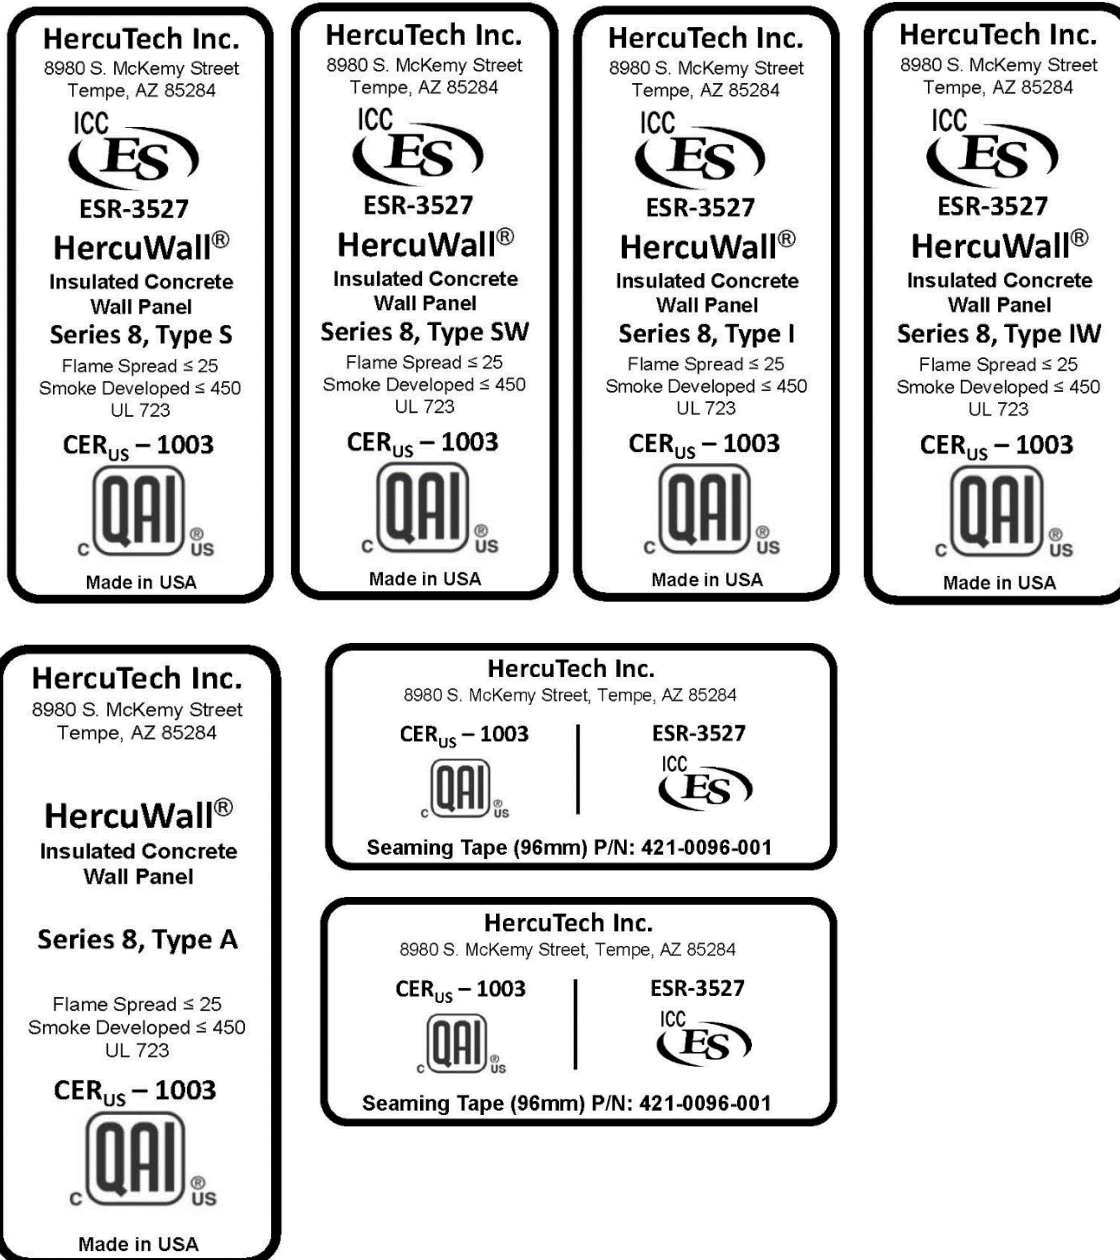 HercuTech Inc.
8980 S. McKemy Street
Tempe, AZ 85284
ICC
ES
ESR-3527
HercuWall®
Insulated Concrete
Wall Panel
Series 8, Type S
Flame Spread ≤ 25
Smoke Developed ≤ 450
UL 723
CER_US – 1003
QAI
C ® US
Made in USA
HercuTech Inc.
8980 S. McKemy Street
Tempe, AZ 85284
ICC
ES
ESR-3527
HercuWall®
Insulated Concrete
Wall Panel
Series 8, Type SW
Flame Spread ≤ 25
Smoke Developed ≤ 450
UL 723
CER_US – 1003
QAI
C ® US
Made in USA
HercuTech Inc.
8980 S. McKemy Street
Tempe, AZ 85284
ICC
ES
ESR-3527
HercuWall®
Insulated Concrete
Wall Panel
Series 8, Type I
Flame Spread ≤ 25
Smoke Developed ≤ 450
UL 723
CER_US – 1003
QAI
C ® US
Made in USA
HercuTech Inc.
8980 S. McKemy Street
Tempe, AZ 85284
ICC
ES
ESR-3527
HercuWall®
Insulated Concrete
Wall Panel
Series 8, Type IW
Flame Spread ≤ 25
Smoke Developed ≤ 450
UL 723
CER_US – 1003
QAI
C ® US
Made in USA
HercuTech Inc.
8980 S. McKemy Street
Tempe, AZ 85284
HercuWall®
Insulated Concrete
Wall Panel
Series 8, Type A
Flame Spread ≤ 25
Smoke Developed ≤ 450
UL 723
CER_US – 1003
QAI
C ® US
Made in USA
HercuTech Inc.
8980 S. McKemy Street, Tempe, AZ 85284
CER_US – 1003
QAI
C ® US
ESR-3527
ICC
ES
Seaming Tape (96mm) P/N: 421-0096-001
HercuTech Inc.
8980 S. McKemy Street, Tempe, AZ 85284
CER_US – 1003
QAI
C ® US
ESR-3527
ICC
ES
Seaming Tape (96mm) P/N: 421-0096-001